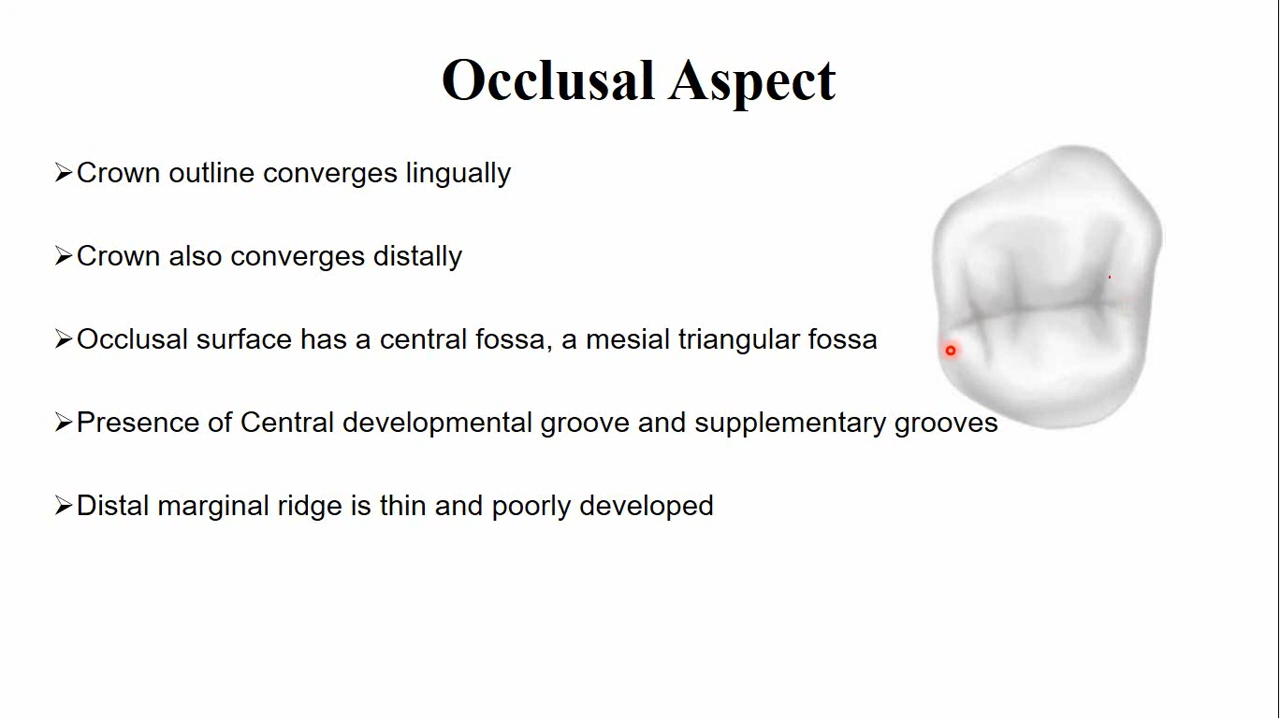 Occlusal Aspect
➢Crown outline converges lingually
➢Crown also converges distally
➢Occlusal surface has a central fossa, a mesial triangular fossa
➢Presence of Central developmental groove and supplementary grooves
➢Distal marginal ridge is thin and poorly developed